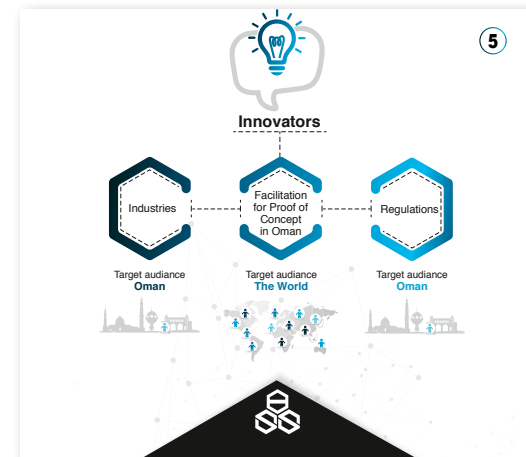 5
Innovators
Industries
Facilitation
for Proof of
Concept
in Oman
Regulations
Target audiance
Oman
Target audiance
The World
Target audiance
Oman